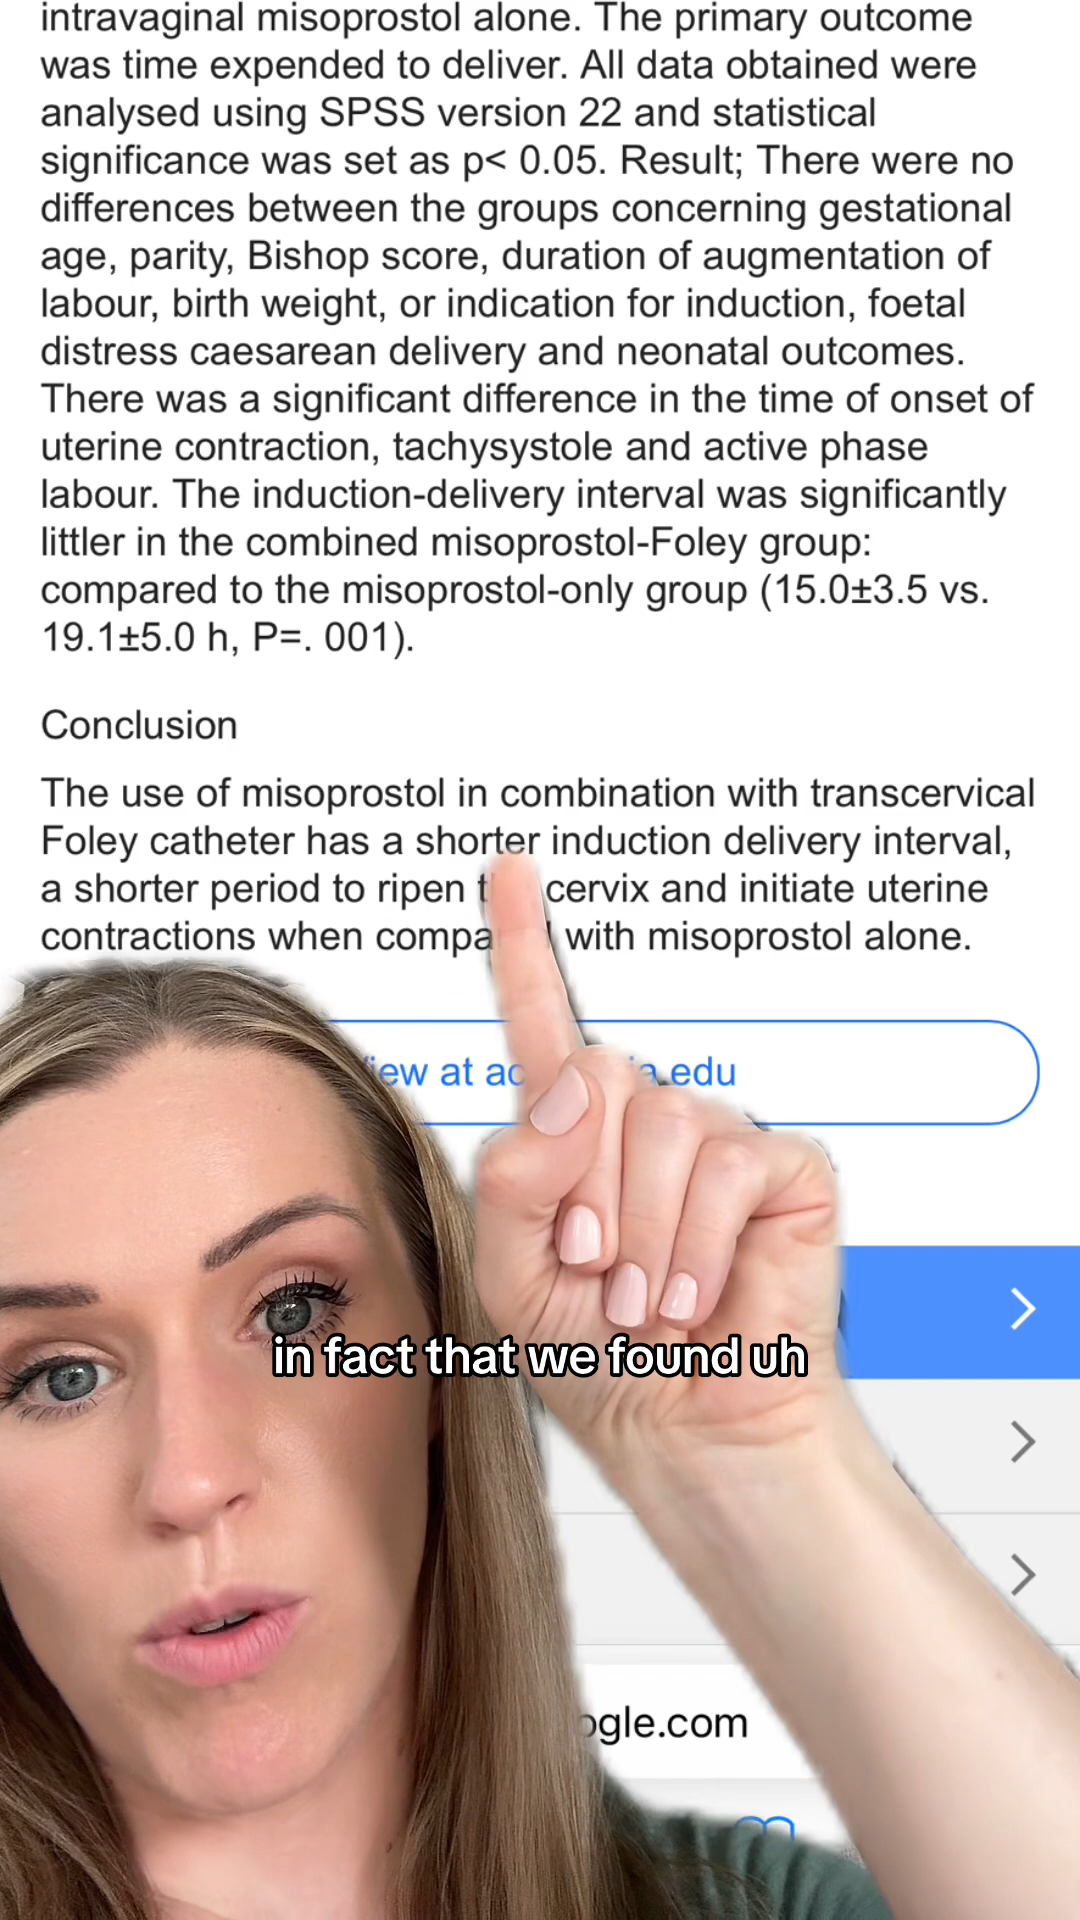 intravaginal misoprostol alone. The primary outcome
was time expended to deliver. All data obtained were
analysed using SPSS version 22 and statistical
significance was set as p< 0.05. Result; There were no
differences between the groups concerning gestational
age, parity, Bishop score, duration of augmentation of
labour, birth weight, or indication for induction, foetal
distress caesarean delivery and neonatal outcomes.
There was a significant difference in the time of onset of
uterine contraction, tachysystole and active phase
labour. The induction-delivery interval was significantly
littler in the combined misoprostol-Foley group:
compared to the misoprostol-only group (15.0±3.5 vs.
19.1±5.0 h, P=. 001).
Conclusion
The use of misoprostol in combination with transcervical
Foley catheter has a shorter induction delivery interval,
a shorter period to ripen cervix and initiate uterine
contractions when with misoprostol alone.
at .edu
in fact that we found uh